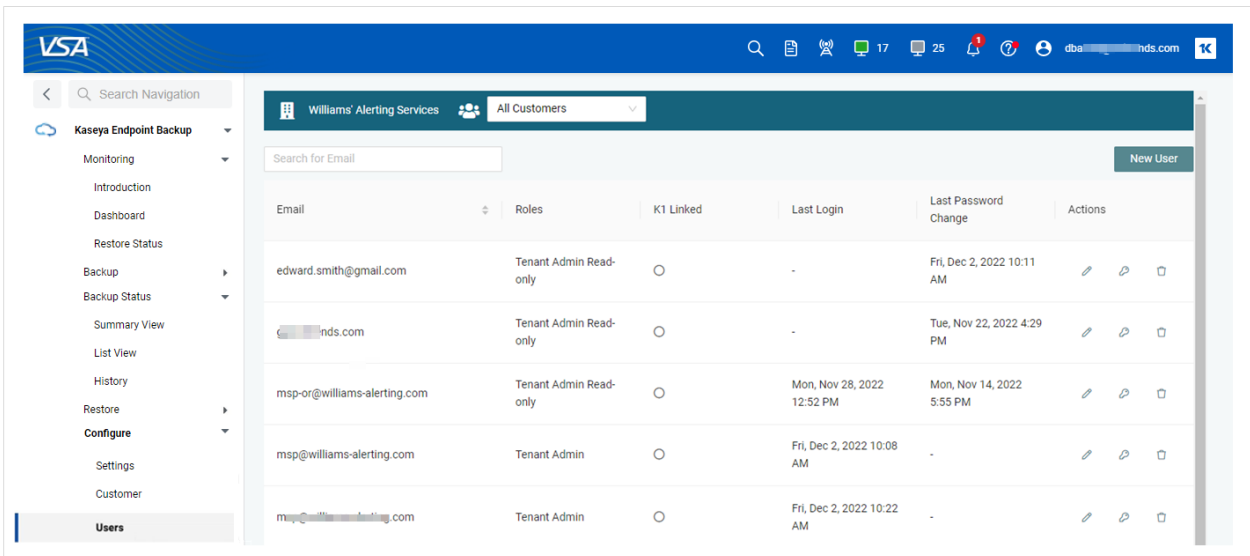 VSA
17
25
1
dba nds.com
1K
Search Navigation
Kaseya Endpoint Backup
Monitoring
Introduction
Dashboard
Restore Status
Backup
Backup Status
Summary View
List View
History
Restore
Configure
Settings
Customer
Users
Williams' Alerting Services
All Customers
Search for Email
New User
Email
Roles
K1 Linked
Last Login
Last Password
Change
Actions
edward.smith@gmail.com
Tenant Admin Read-
only
-
Fri, Dec 2, 2022 10:11
AM
nds.com
Tenant Admin Read-
only
-
Tue, Nov 22, 2022 4:29
PM
msp-or@williams-alerting.com
Tenant Admin Read-
only
Mon, Nov 28, 2022
12:52 PM
Mon, Nov 14, 2022
5:55 PM
msp@williams-alerting.com
Tenant Admin
Fri, Dec 2, 2022 10:08
AM
-
.com
Tenant Admin
Fri, Dec 2, 2022 10:22
AM
-